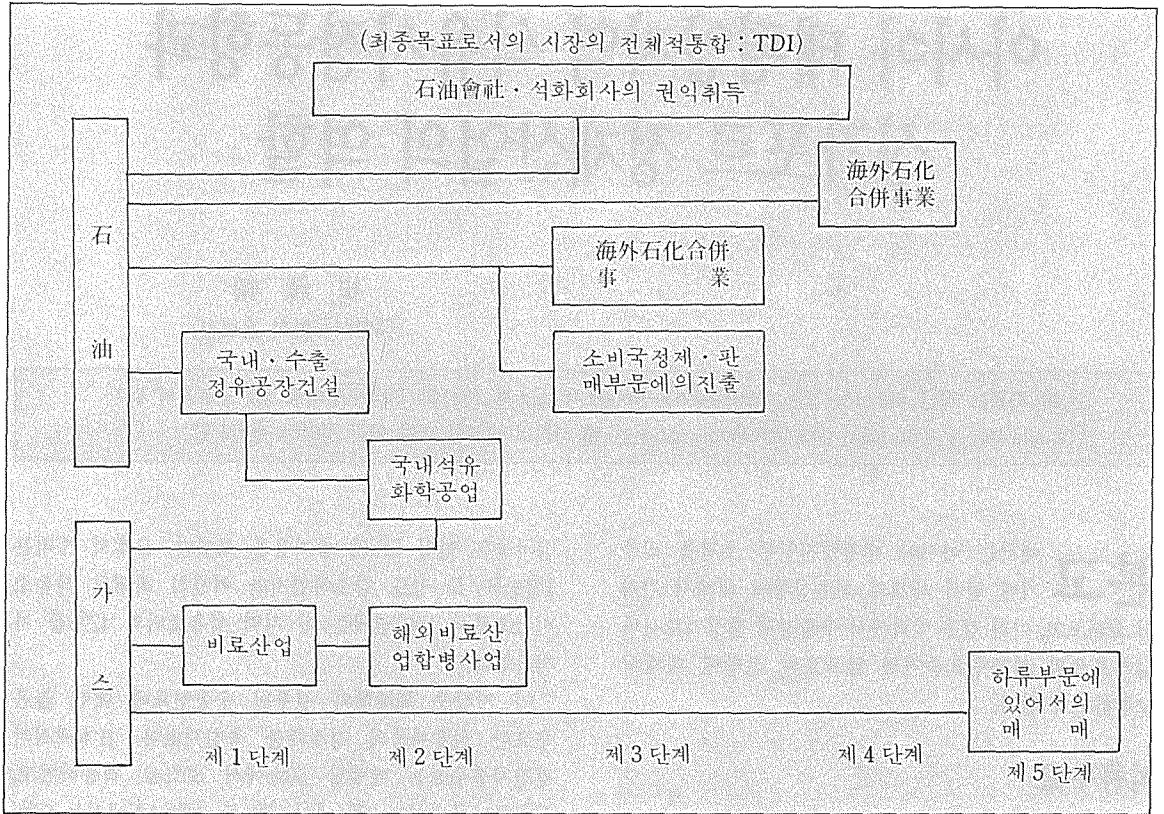 (최종목표로서의 시장의 전체적통합 : TDI)
石油會社·석화회사의 권익취득
石
油
海外石化
合併事業
海外石化合併
事 業
국내·수출
정유공장건설
소비국정제·판
매부문에의진출
국내석유
화학공업
가
스
비료산업
해외비료산
업합병사업
하류부문에
있어서의
매 매
제 1 단계
제 2 단계
제 3 단계
제 4 단계
제 5 단계